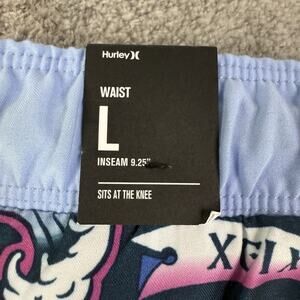 Hurley
WAIST
L
INSEAM 9.25"
SITS AT THE KNEE